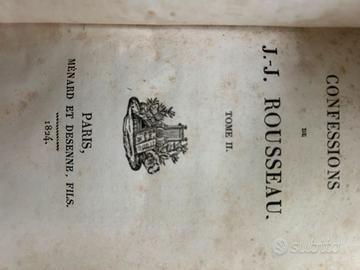 CONFESSIONS
DE
J.-J. ROUSSEAU.
TOME II.
PARIS,
MÉNARD ET DESENNE, FILS.
1824.
subito